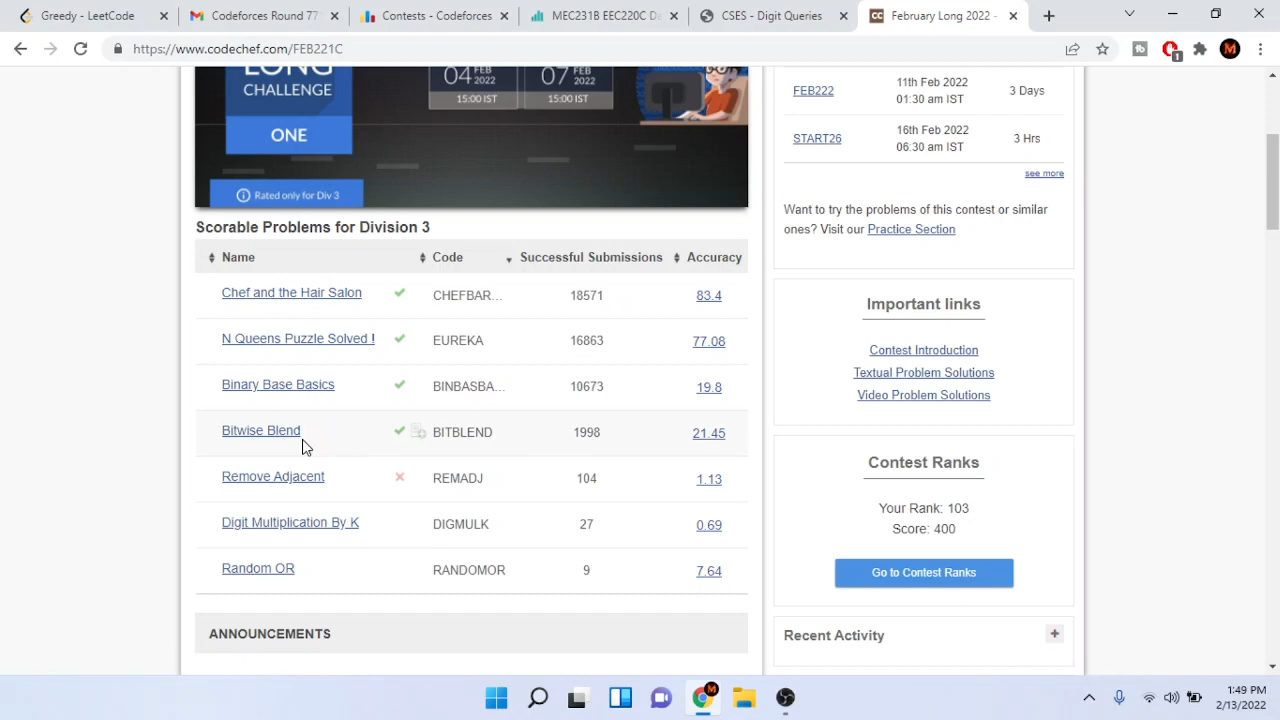 Greedy - LeetCode
Codeforces Round 77
Contests - Codeforces
MEC231B EEC220C Da
CSES - Digit Queries
CC February Long 2022 -
https://www.codechef.com/FEB221C
M
1
LONG
CHALLENGE
ONE
04 FEB 2022
15:00 IST
07 FEB 2022
15:00 IST
Rated only for Div 3
FEB222 11th Feb 2022 01:30 am IST 3 Days
START26 16th Feb 2022 06:30 am IST 3 Hrs
see more
Want to try the problems of this contest or similar
ones? Visit our Practice Section
Scorable Problems for Division 3
Name Code Successful Submissions Accuracy
Chef and the Hair Salon CHEFBAR... 18571 83.4
N Queens Puzzle Solved ! EUREKA 16863 77.08
Binary Base Basics BINBASBA... 10673 19.8
Bitwise Blend BITBLEND 1998 21.45
Remove Adjacent REMADJ 104 1.13
Digit Multiplication By K DIGMULK 27 0.69
Random OR RANDOMOR 9 7.64
ANNOUNCEMENTS
Important links
Contest Introduction
Textual Problem Solutions
Video Problem Solutions
Contest Ranks
Your Rank: 103
Score: 400
Go to Contest Ranks
Recent Activity
+
M
1:49 PM
2/13/2022